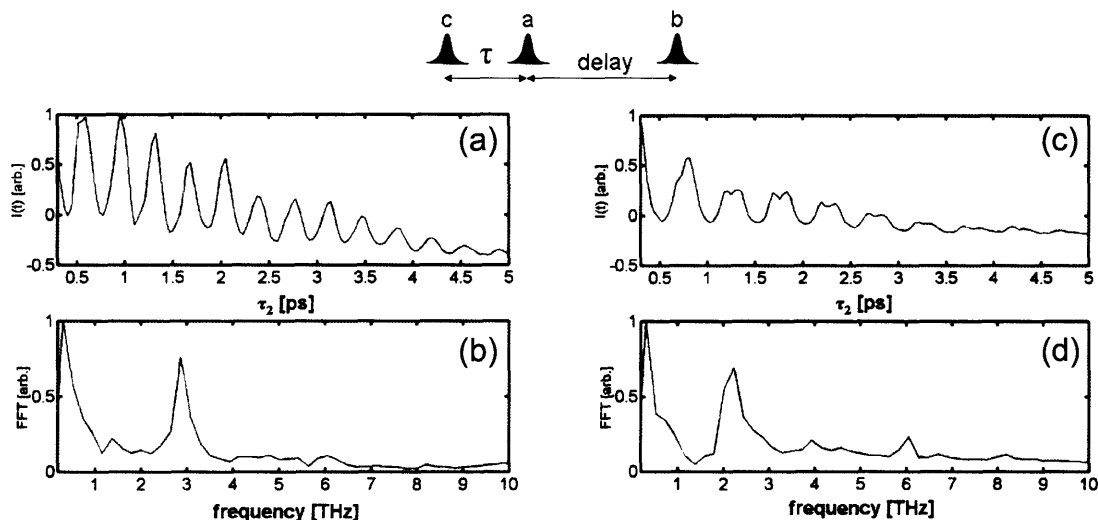 c a b
τ delay
(a)
I(t) [arb.]
1
0.5
0
-0.5
0.5 1 1.5 2 2.5 3 3.5 4 4.5 5
τ2 [ps]
(c)
I(t) [arb.]
1
0.5
0
-0.5
0.5 1 1.5 2 2.5 3 3.5 4 4.5 5
τ2 [ps]
(b)
FFT [arb.]
1
0.5
0
1 2 3 4 5 6 7 8 9 10
frequency [THz]
(d)
FFT [arb.]
1
0.5
0
1 2 3 4 5 6 7 8 9 10
frequency [THz]